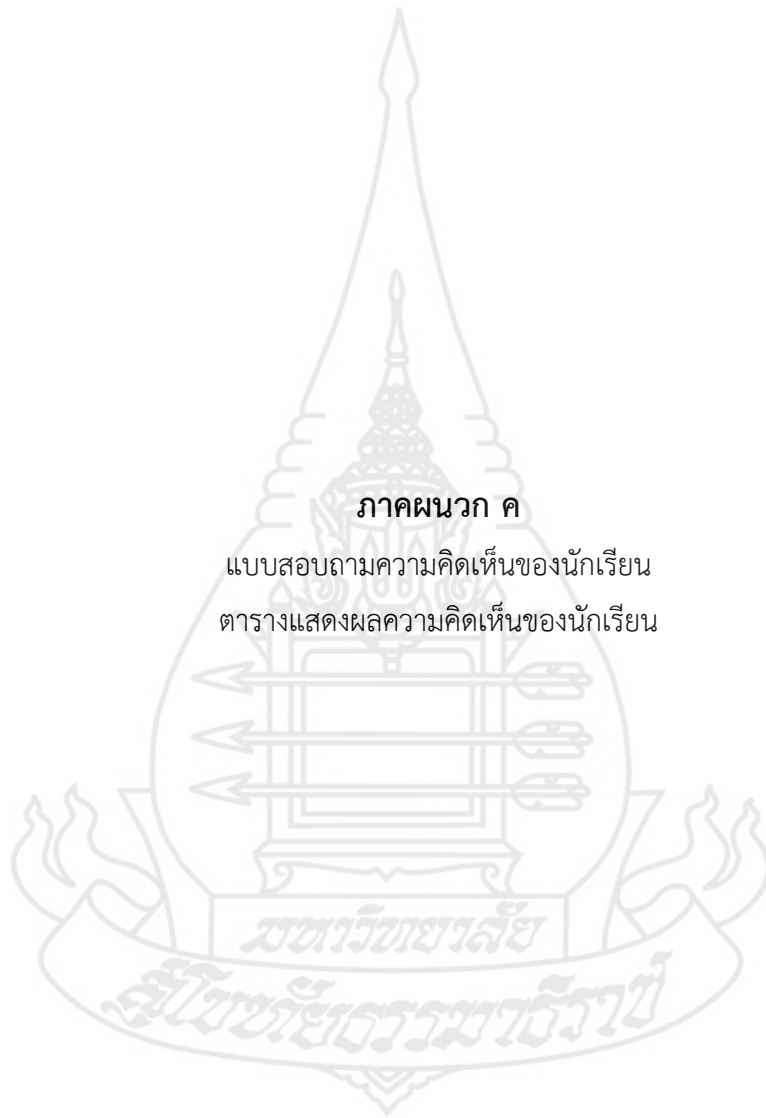 ภาคผนวก ค
แบบสอบถามความคิดเห็นของนักเรียน
ตารางแสดงผลความคิดเห็นของนักเรียน
มหาวิทยาลัย
สุโขทัยธรรมาธิราช